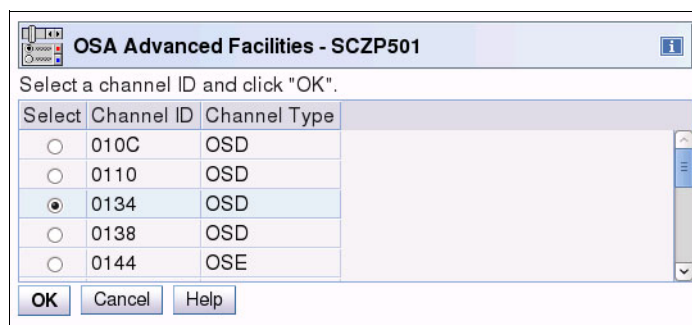 OSA Advanced Facilities - SCZP501
Select a channel ID and click "OK".
Select Channel ID Channel Type
010C OSD
0110 OSD
0134 OSD
0138 OSD
0144 OSE
OK Cancel Help